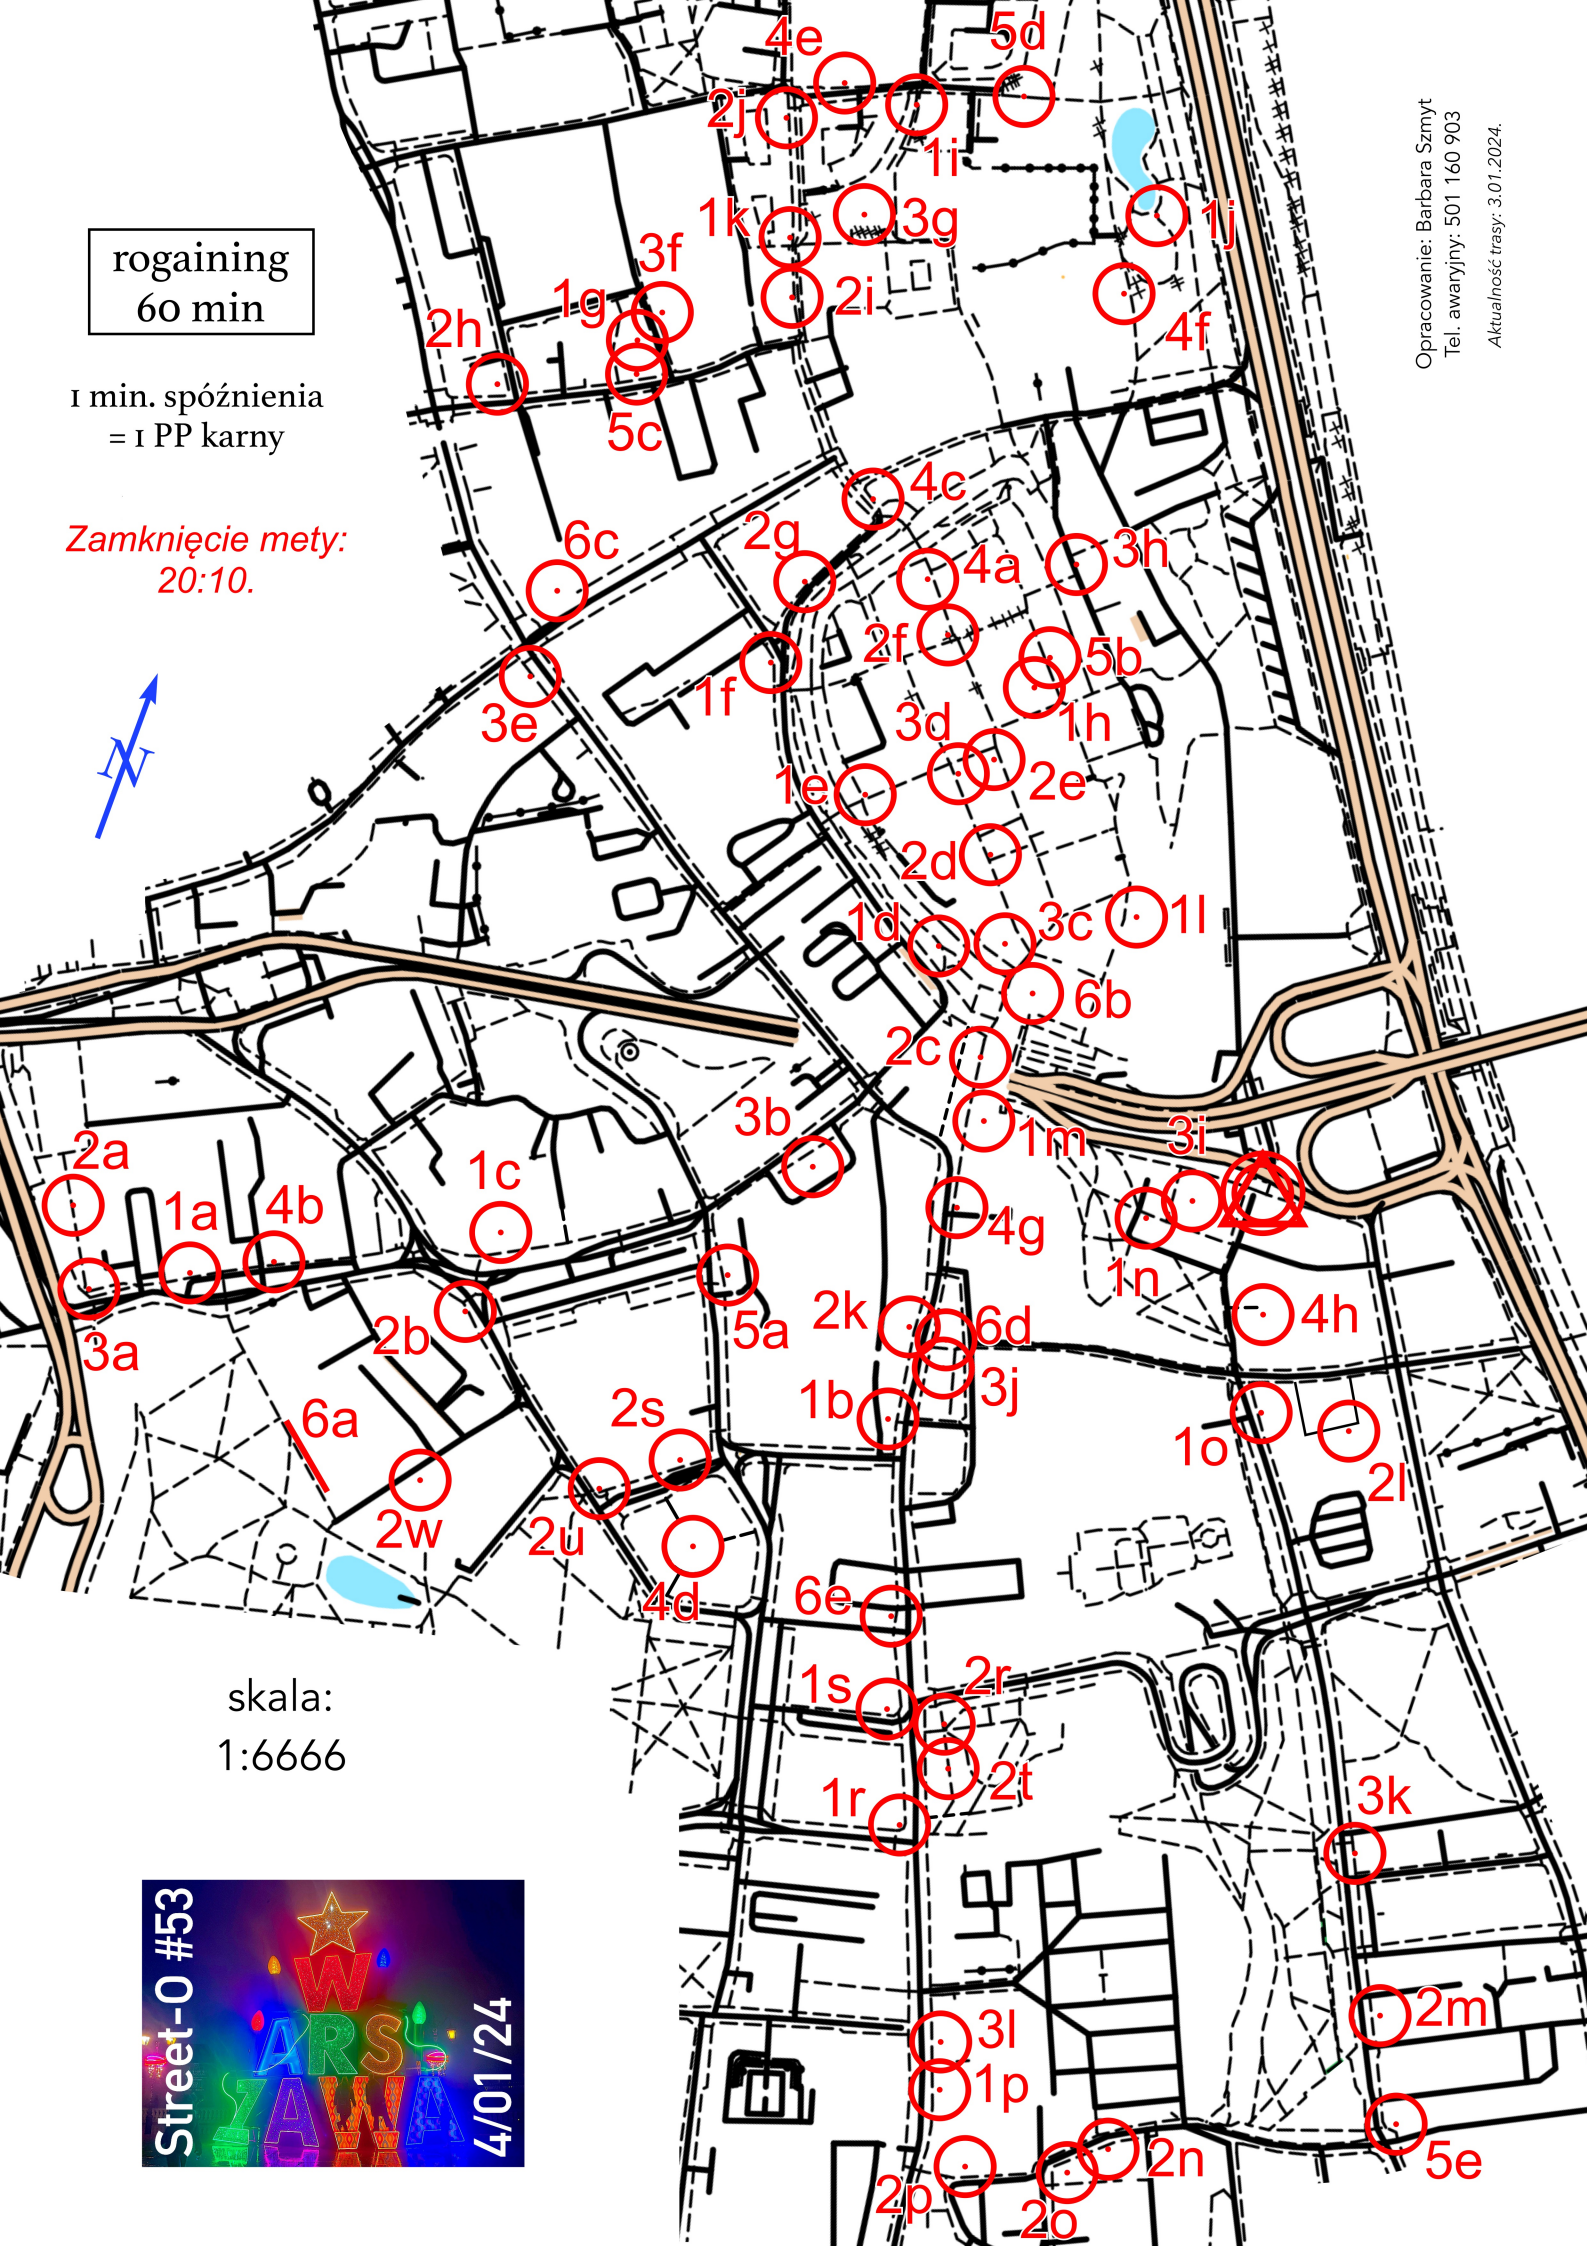 4e
5d
2j
1i
1k
3g
1j
3f
1g
2i
2h
4f
5c
rogaining
60 min
1 min. spóźnienia
= 1 PP karny
Zamknięcie mety:
20:10.
Opracowanie: Barbara Szmyt
Tel. awaryjny: 501 160 903
Aktualność trasy: 3.01.2024.
4c
6c
2g
4a
3h
2f
5b
1f
3e
3d
1h
N
1e
2e
2d
1d
3c
1l
6b
2c
3b
1m
3i
2a
1c
1a
4b
4g
1n
2k
6d
4h
5a
2b
3a
3j
1b
2s
6a
1o
2l
2w
2u
6e
4d
2r
1s
skala:
1:6666
2t
1r
3k
Street-O #53
W
ARS
ZAWA
4/01/24
3l
2m
1p
2n
5e
2p
2o